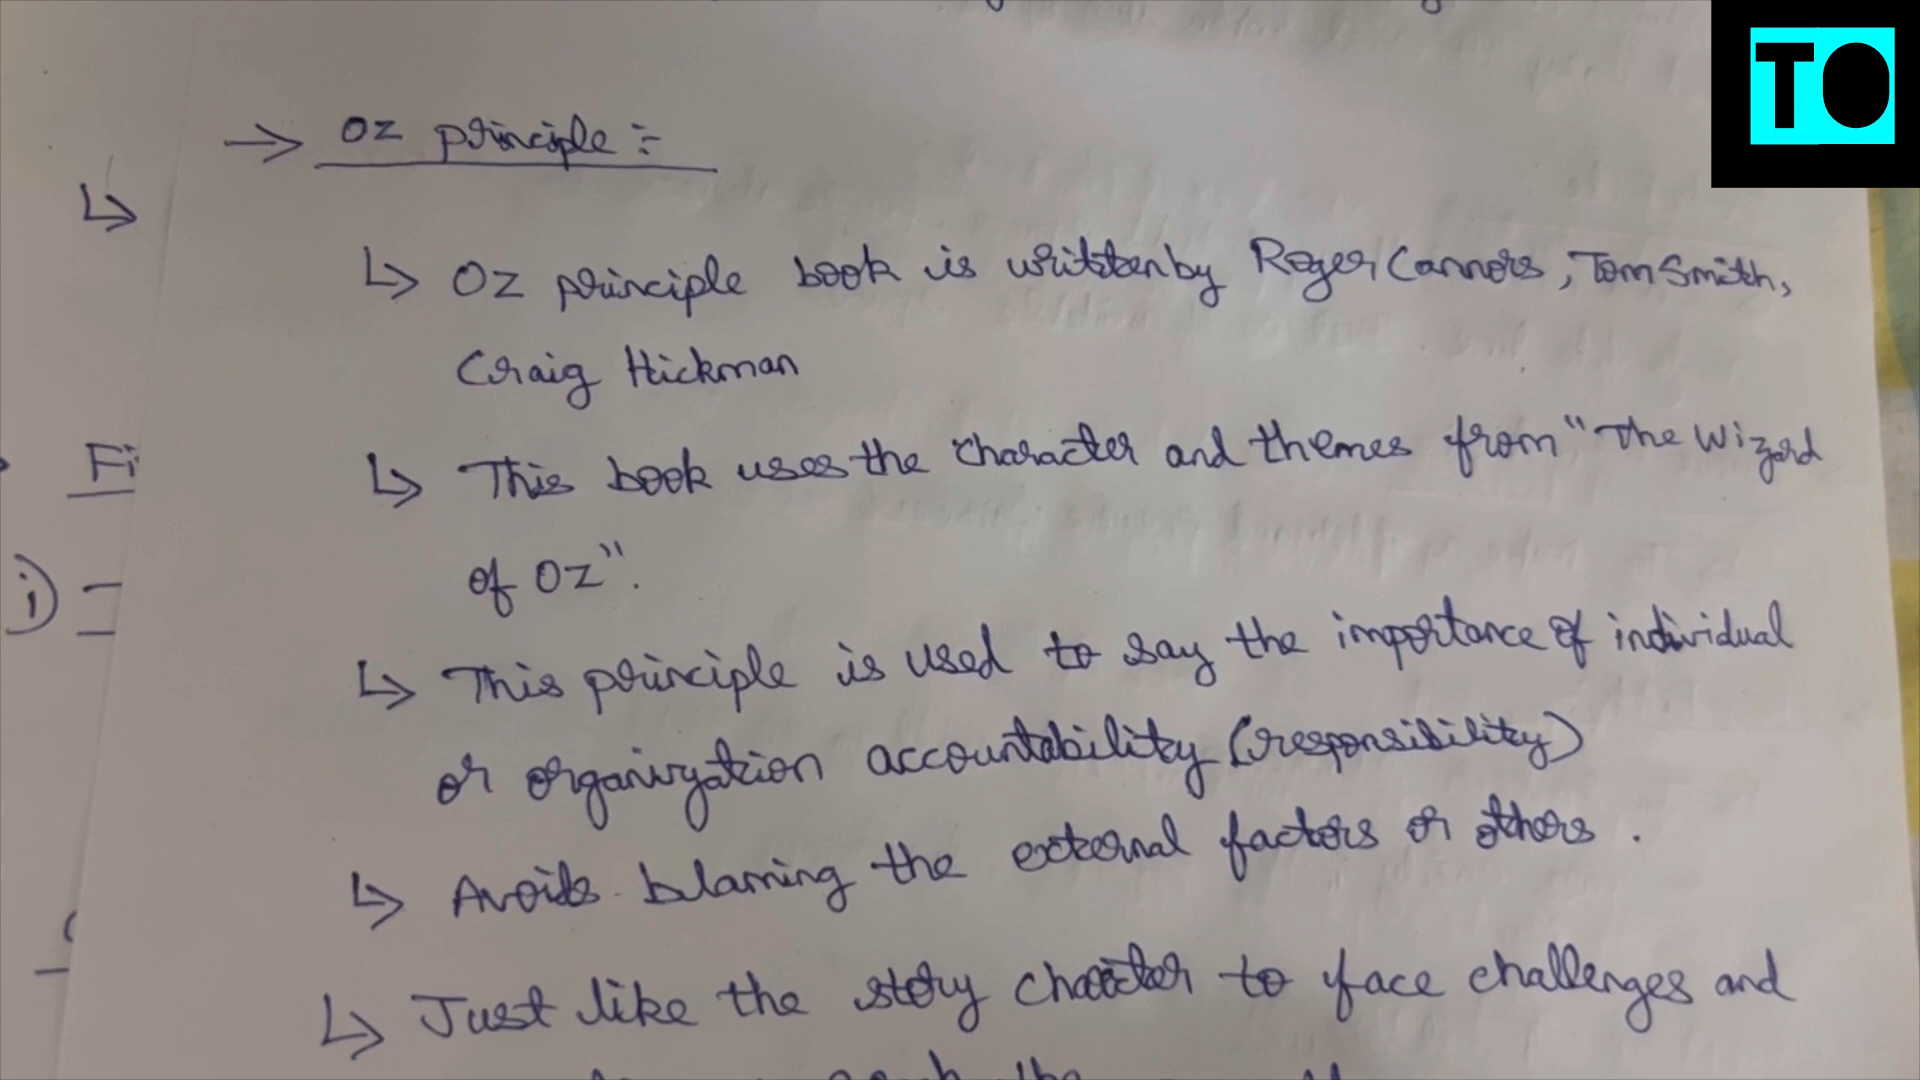 TO
→ Oz principle :-
↳ Oz principle book is written by Roger Connors, Tom Smith,
Craig Hickman
↳ This book uses the character and themes from "The Wizard
of Oz".
↳ This principle is used to say the importance of individual
or organization accountability (responsibility)
↳ Avoids blaming the external factors or others.
↳ Just like the story character to face challenges and
Fi
i)